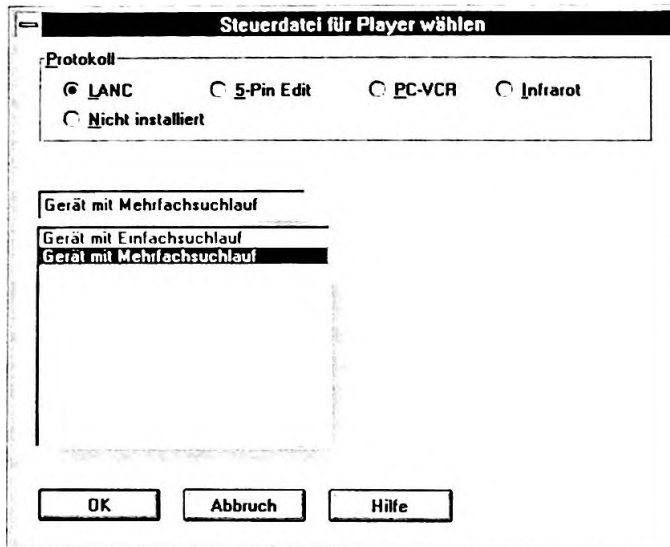 Steuerdatei für Player wählen
Protokoll
LANC 5-Pin Edit PC-VCR Infrarot
Nicht installiert
Gerät mit Mehrfachsuchlauf
Gerät mit Einfachsuchlauf
Gerät mit Mehrfachsuchlauf
OK Abbruch Hilfe